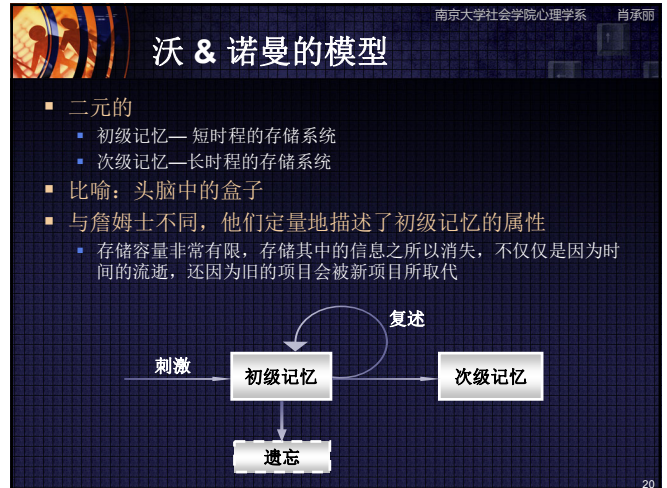 南京大学社会学院心理学系 肖承丽
沃 & 诺曼的模型
二元的
初级记忆— 短时程的存储系统
次级记忆—长时程的存储系统
比喻：头脑中的盒子
与詹姆士不同，他们定量地描述了初级记忆的属性
存储容量非常有限，存储其中的信息之所以消失，不仅仅是因为时
间的流逝，还因为旧的项目会被新项目所取代
复述
刺激
初级记忆
次级记忆
遗忘
20